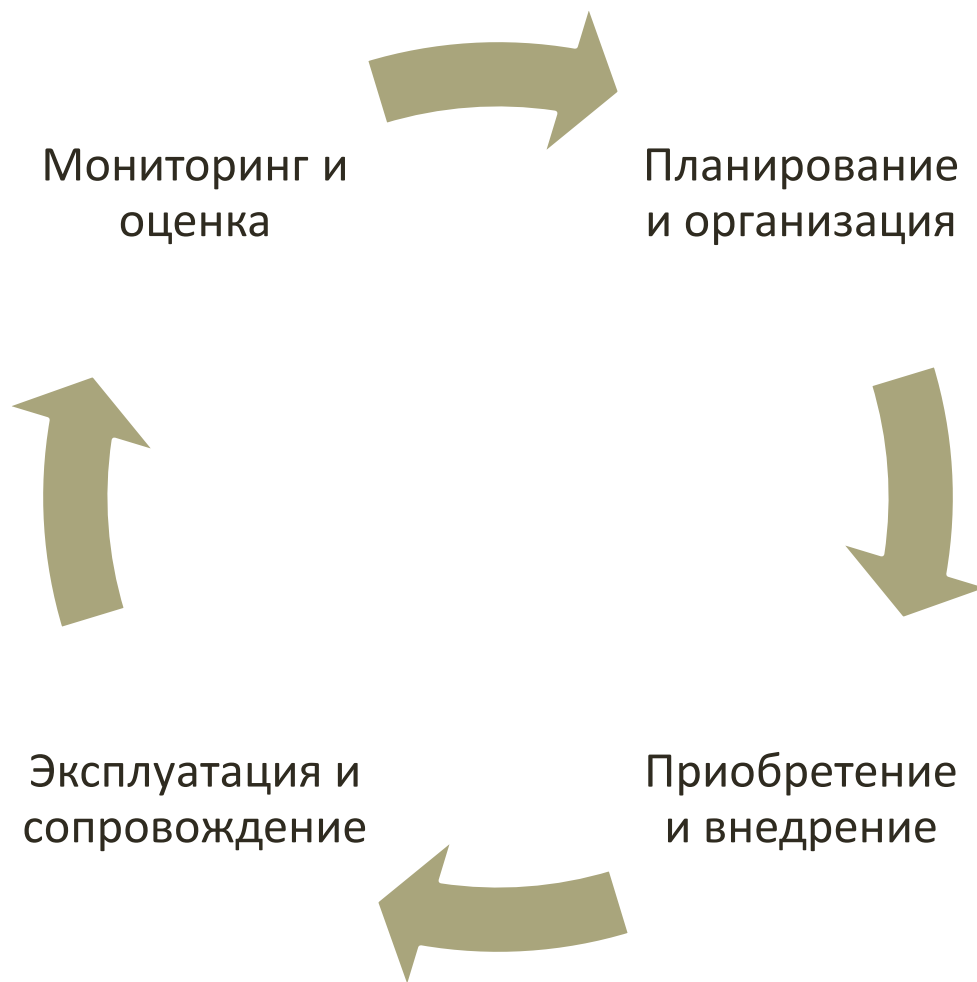 Мониторинг и
оценка
Планирование
и организация
Эксплуатация и
сопровождение
Приобретение
и внедрение